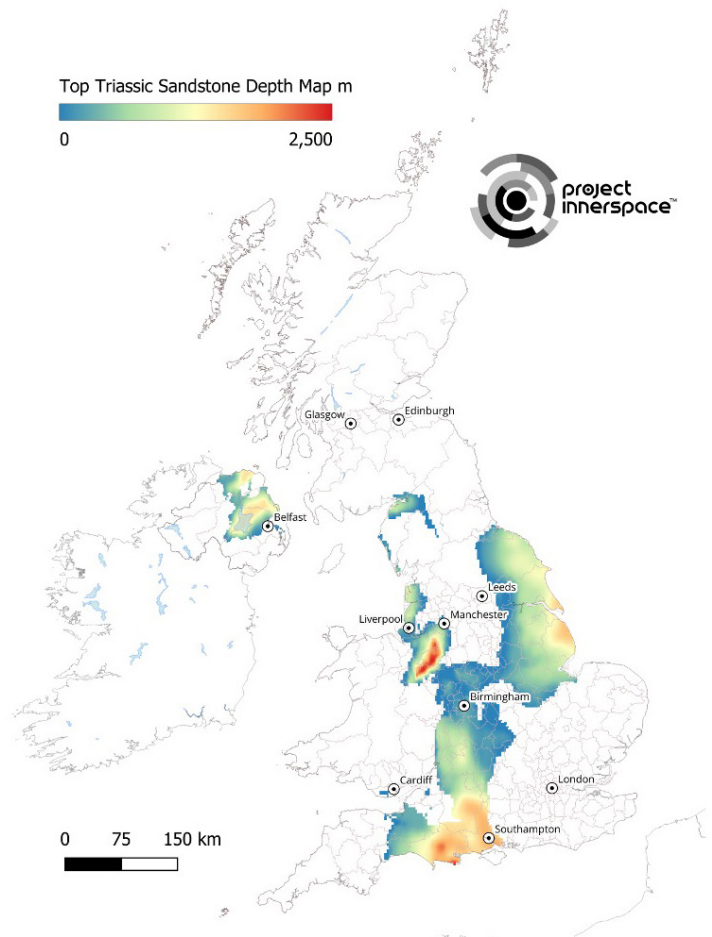 Top Triassic Sandstone Depth Map m
0 2,500
project
innerspace™
Glasgow
Edinburgh
Belfast
Leeds
Liverpool
Manchester
Birmingham
Cardiff
London
Southampton
0 75 150 km